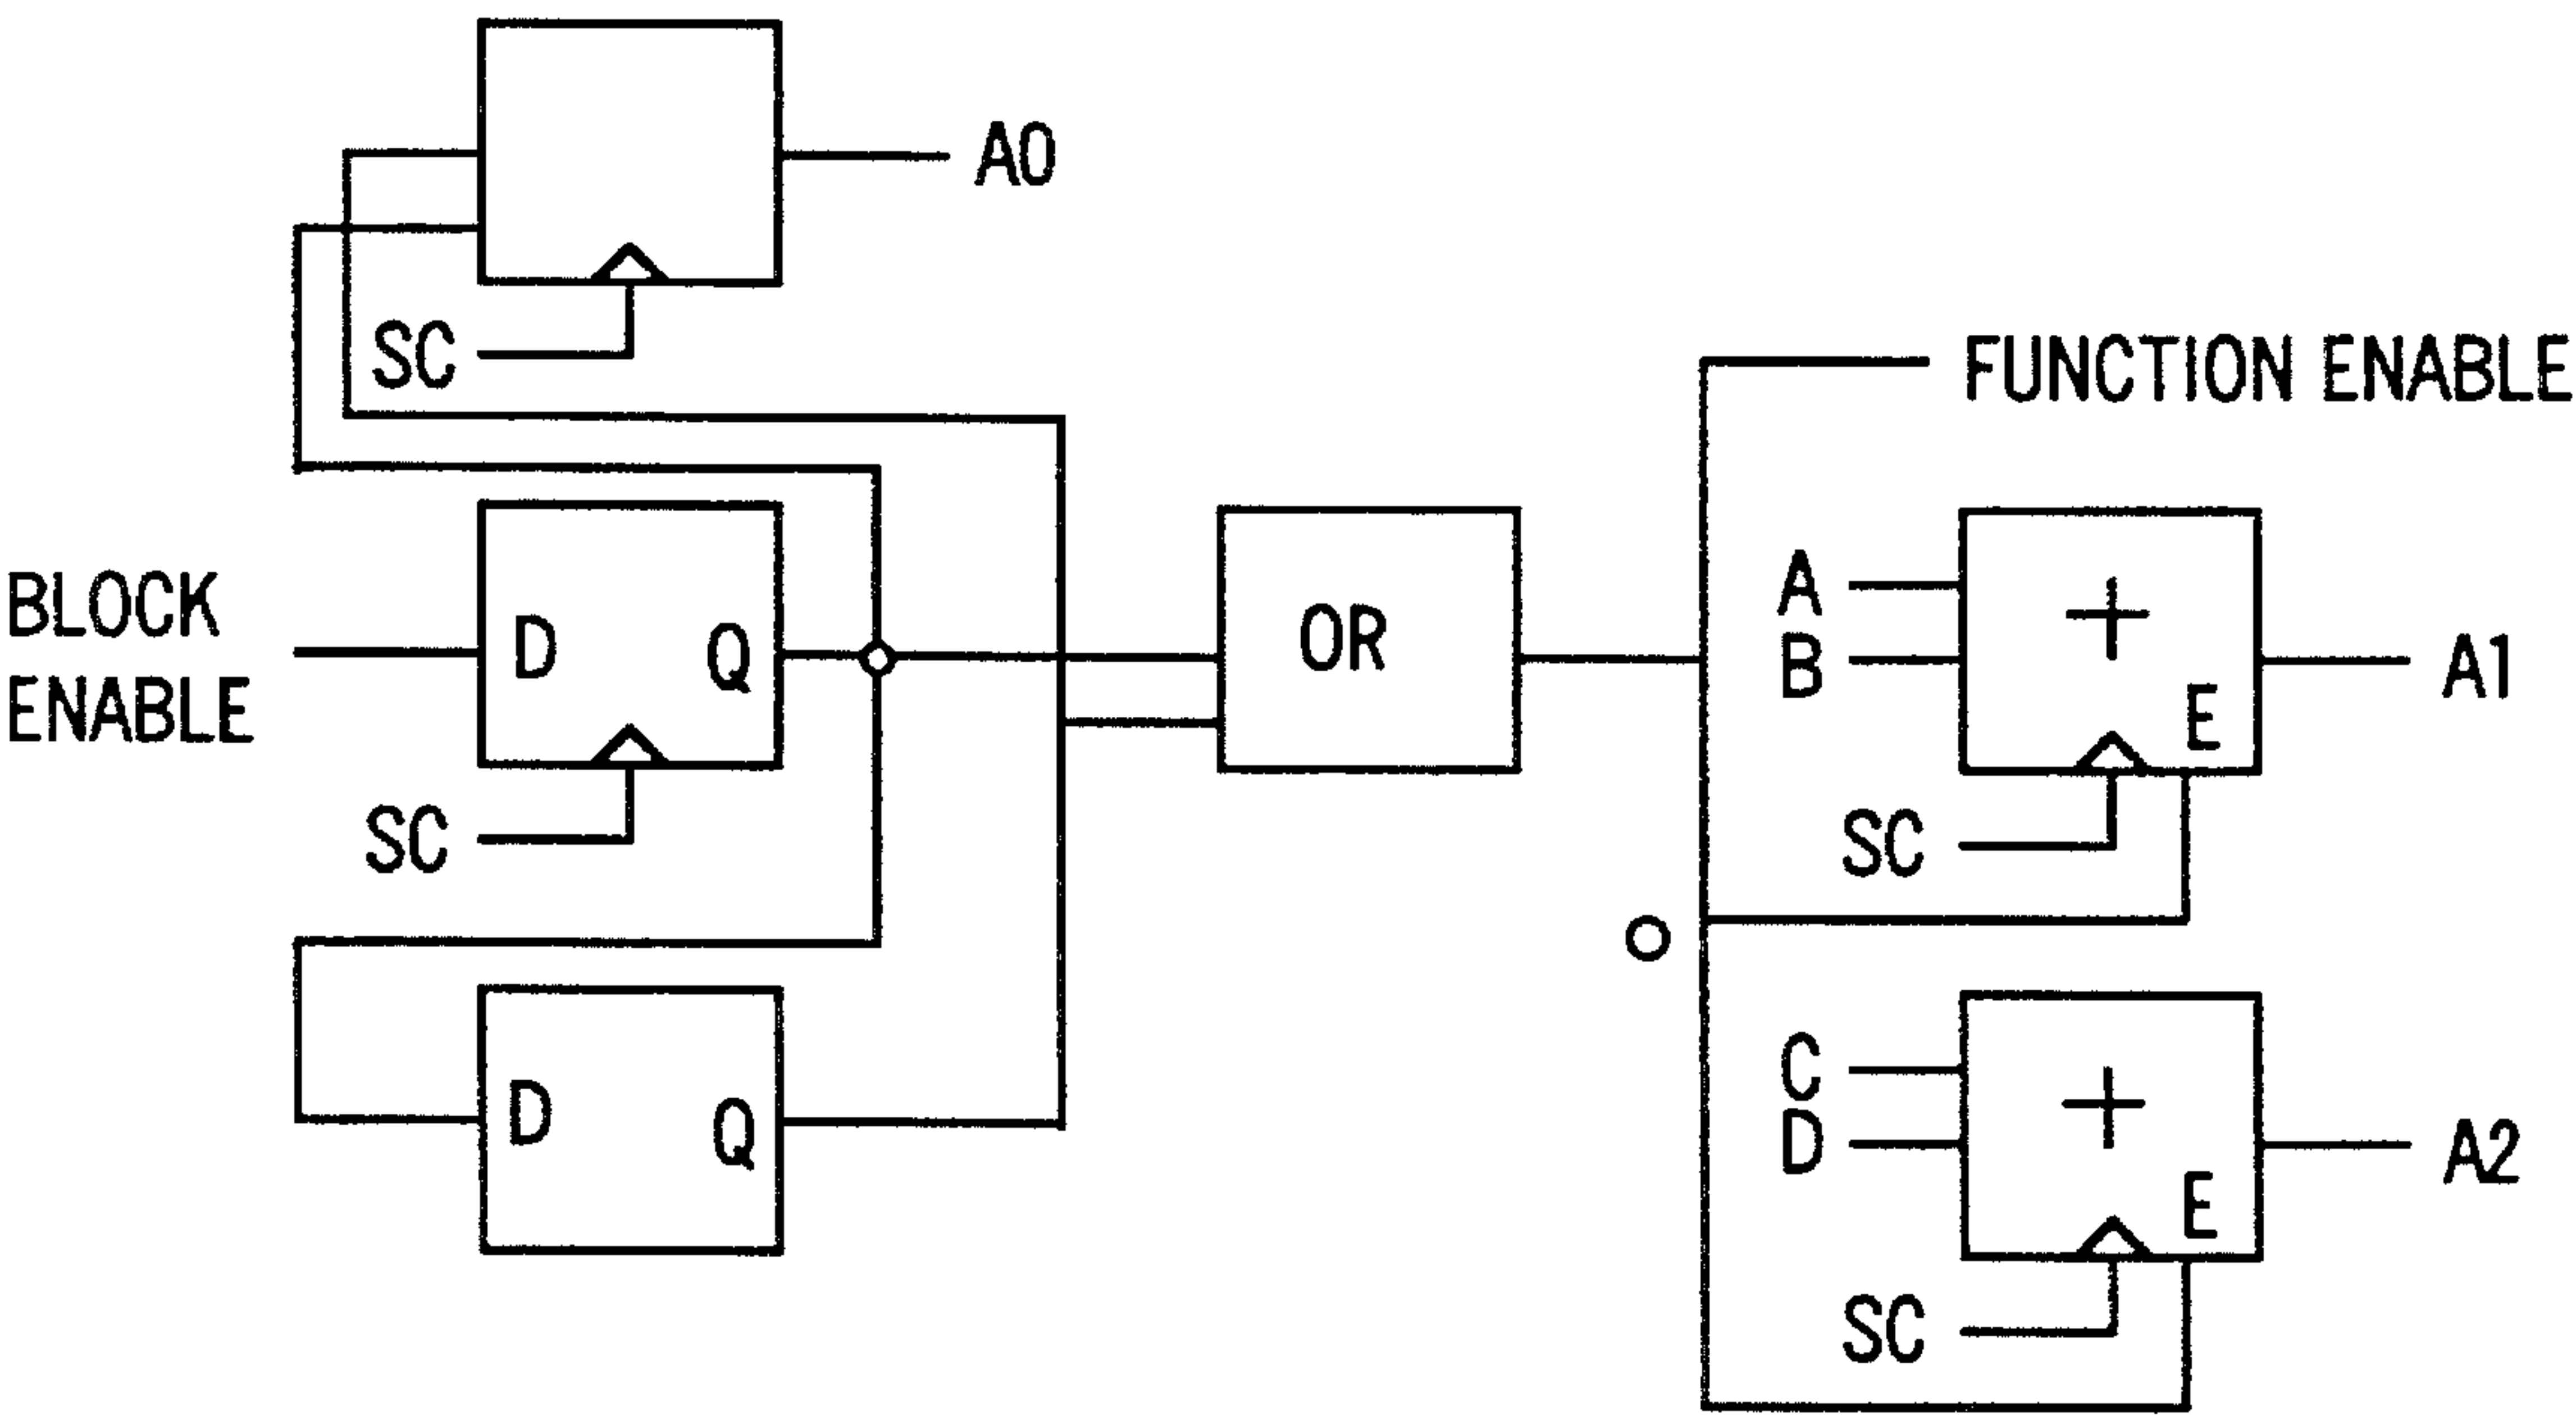 A0
SC
FUNCTION ENABLE
BLOCK
ENABLE
D Q
OR
A
B
+
E
A1
SC
SC
D Q
C
D
+
E
A2
SC